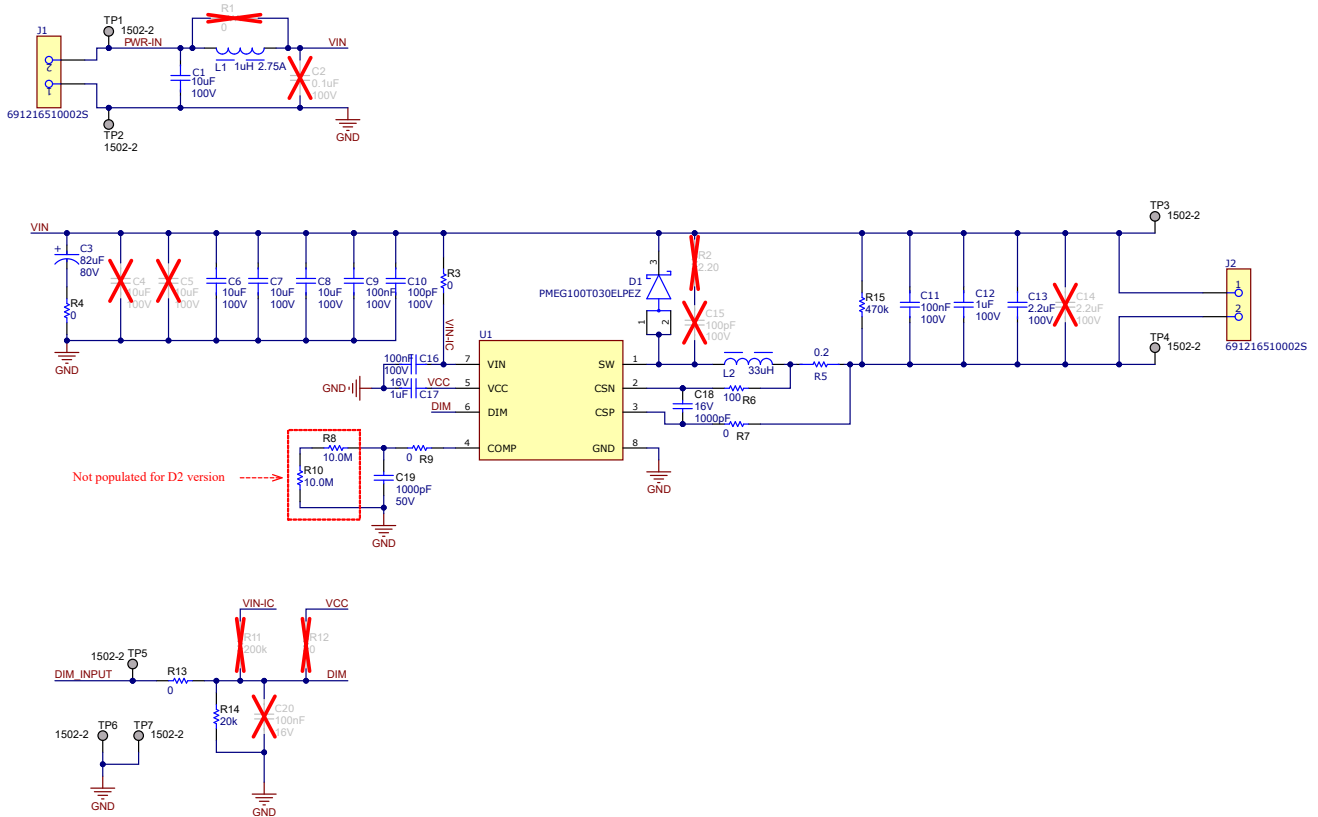 J1
2
1
691216510002S
TP1
1502-2
PWR-IN
R1
0
L1 1uH 2.75A
VIN
C1
10uF
100V
C2
0.1uF
100V
TP2
1502-2
GND
VIN
C3
82uF
80V
R4
0
GND
C4
10uF
100V
C5
10uF
100V
C6
10uF
100V
C7
10uF
100V
C8
10uF
100V
C9
100nF
100V
C10
100pF
100V
R3
0
VIN-IC
100nF C16
100V
16V VCC
1uF C17
GND
DIM
U1
7 VIN
5 VCC
6 DIM
4 COMP
SW 1
CSN 2
CSP 3
GND 8
GND
D1
PMEG100T030ELPEZ
3
1
2
R2
2.20
C15
100pF
100V
L2 33uH
0.2
R5
C18
16V
1000pF
100 R6
0 R7
R15
470k
C11
100nF
100V
C12
1uF
100V
C13
2.2uF
100V
C14
2.2uF
100V
TP3
1502-2
TP4
1502-2
J2
1
2
691216510002S
Not populated for D2 version
R8
10.0M
R10
10.0M
0 R9
C19
1000pF
50V
GND
VIN-IC
VCC
R11
200k
R12
0
1502-2 TP5
DIM_INPUT
R13
0
DIM
R14
20k
C20
100nF
16V
GND
1502-2 TP6
TP7 1502-2
GND